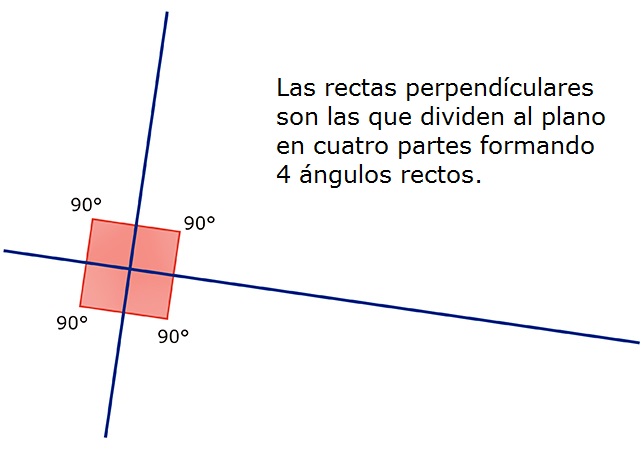 Las rectas perpendículares
son las que dividen al plano
en cuatro partes formando
4 ángulos rectos.
90°
90°
90°
90°